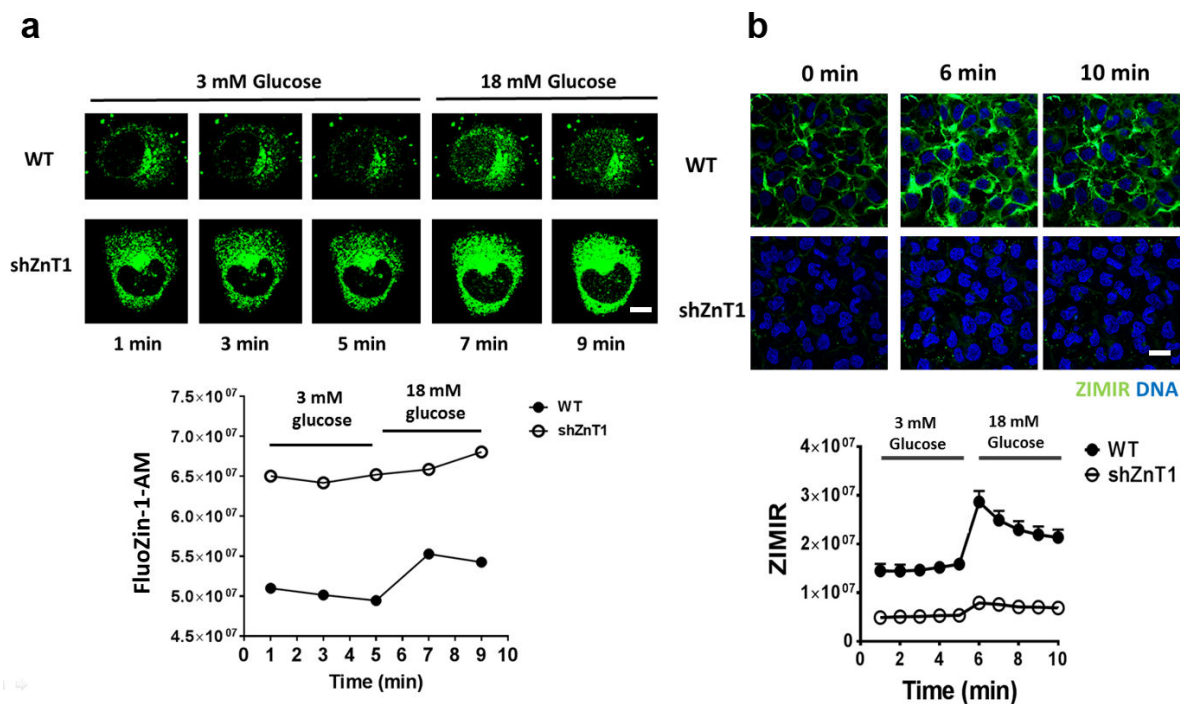 a
3 mM Glucose 18 mM Glucose
WT
shZnT1
1 min 3 min 5 min 7 min 9 min
7.5×10 07
7.0×10 07
6.5×10 07
6.0×10 07
5.5×10 07
5.0×10 07
4.5×10 07
FluoZin-1-AM
3 mM
glucose
18 mM
glucose
WT
shZnT1
0 1 2 3 4 5 6 7 8 9 10
Time (min)
b
0 min 6 min 10 min
WT
shZnT1
ZIMIR DNA
4×10 07
3×10 07
2×10 07
1×10 07
0
ZIMIR
3 mM
Glucose
18 mM
Glucose
WT
shZnT1
0 2 4 6 8 10
Time (min)